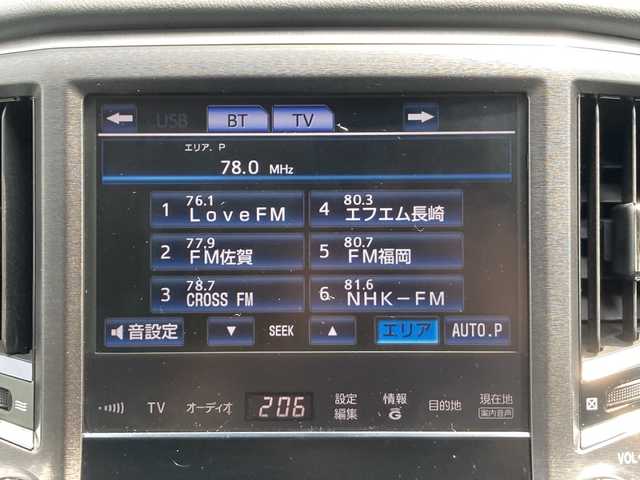 USB BT TV
エリア. P
78.0 MHz
1 76.1 LoveFM
4 80.3 エフエム長崎
2 77.9 FM佐賀
5 80.7 FM福岡
3 78.7 CROSS FM
6 81.6 NHK-FM
音設定 ▼ SEEK ▲ エリア AUTO.P
TV オーディオ 206 設定編集 情報 G 目的地 現在地 案内音声
VOL